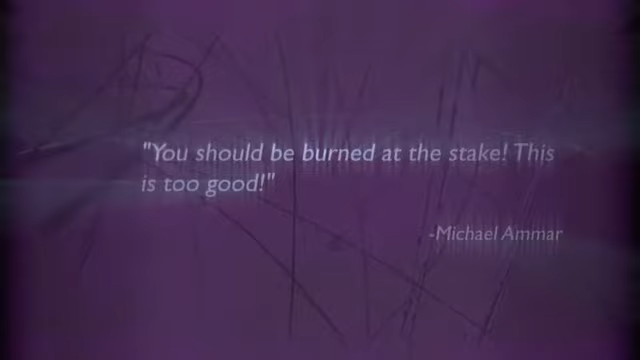 "You should be burned at the stake! This
is too good!"
-Michael Ammar